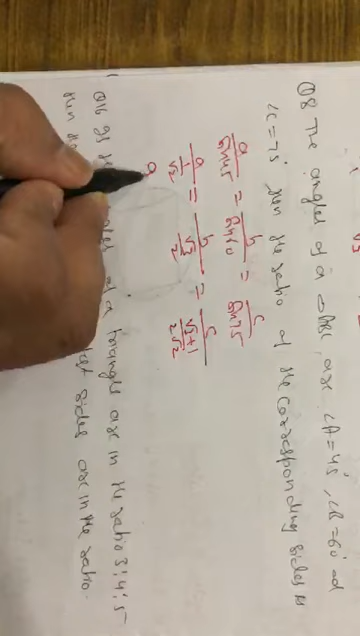 Q8 The angles of a △ABC are ∠A=45°, ∠B=60° and
∠C=75° then the ratio of the corresponding sides is
a/Sin45 = b/Sin60 = c/Sin75
a/(1/√2) = b/(√3/2) = c/((√3+1)/2√2)
a
Q16 If the angles of a triangle are in the ratio 3:4:5
then sides are in the ratio.